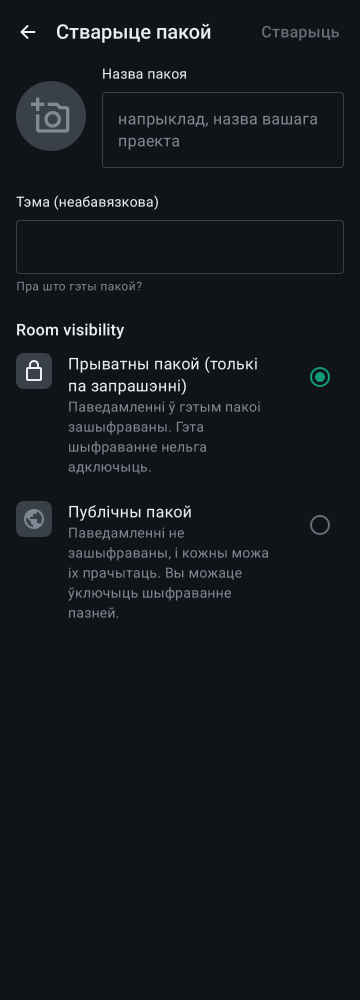 Стварыце пакой
Стварыць
Назва пакоя
напрыклад, назва вашага
праекта
Тэма (неабавязкова)
Пра што гэты пакой?
Room visibility
Прыватны пакой (толькі
па запрашэнні)
Паведамленні ў гэтым пакоі
зашыфраваны. Гэта
шыфраванне нельга
адключыць.
Публічны пакой
Паведамленні не
зашыфраваны, і кожны можа
іх прачытаць. Вы можаце
ўключыць шыфраванне
пазней.